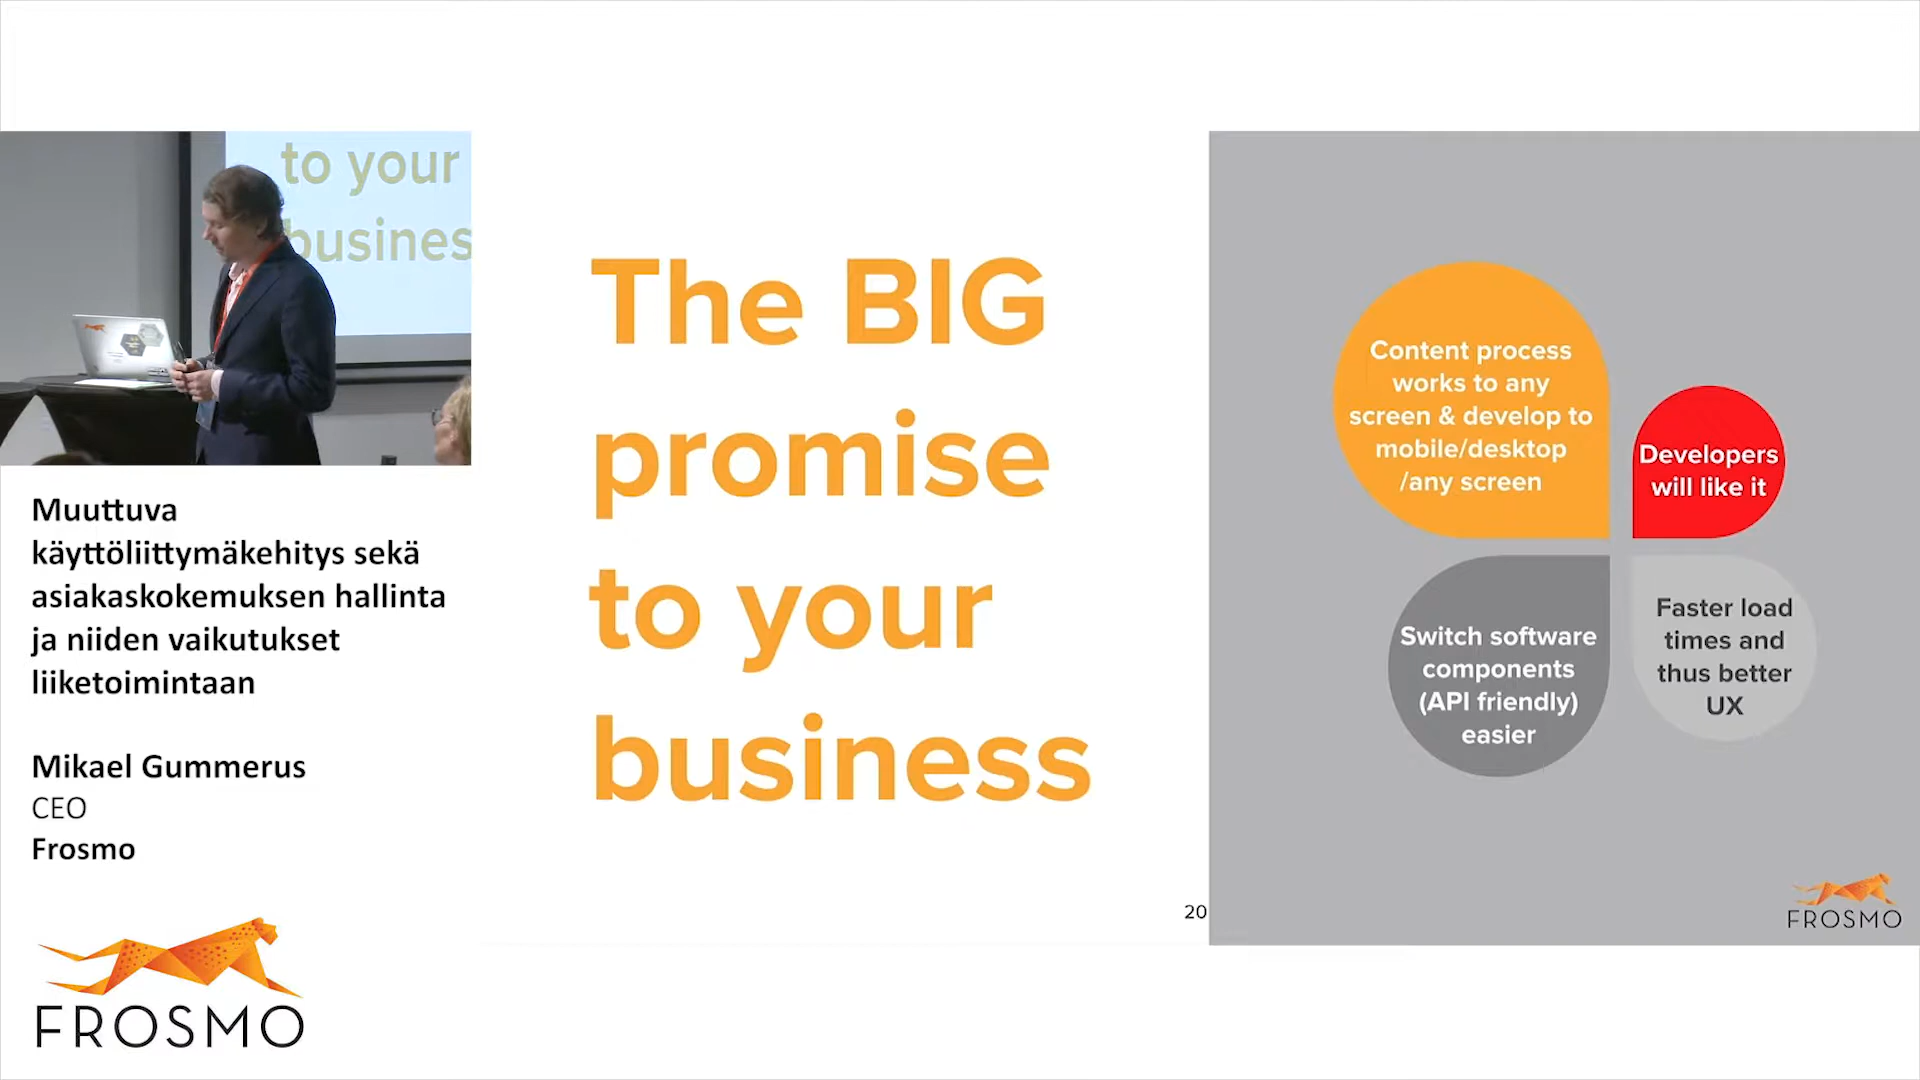 to your
busines
Muuttuva
käyttöliittymäkehitys sekä
asiakaskokemuksen hallinta
ja niiden vaikutukset
liiketoimintaan
Mikael Gummerus
CEO
Frosmo
FROSMO
The BIG
promise
to your
business
20
Content process
works to any
screen & develop to
mobile/desktop
/any screen
Developers
will like it
Switch software
components
(API friendly)
easier
Faster load
times and
thus better
UX
FROSMO